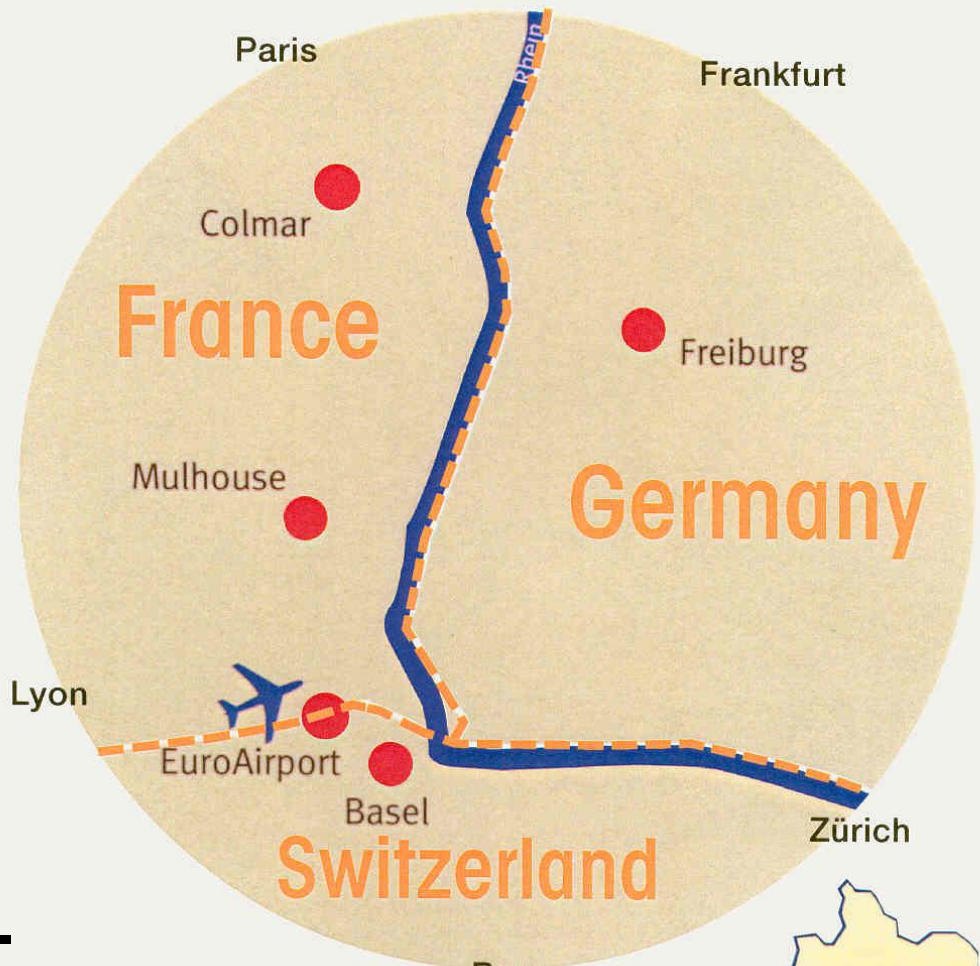 Paris
Rhein
Frankfurt
Colmar
France
Freiburg
Mulhouse
Germany
Lyon
EuroAirport
Basel
Zürich
Switzerland